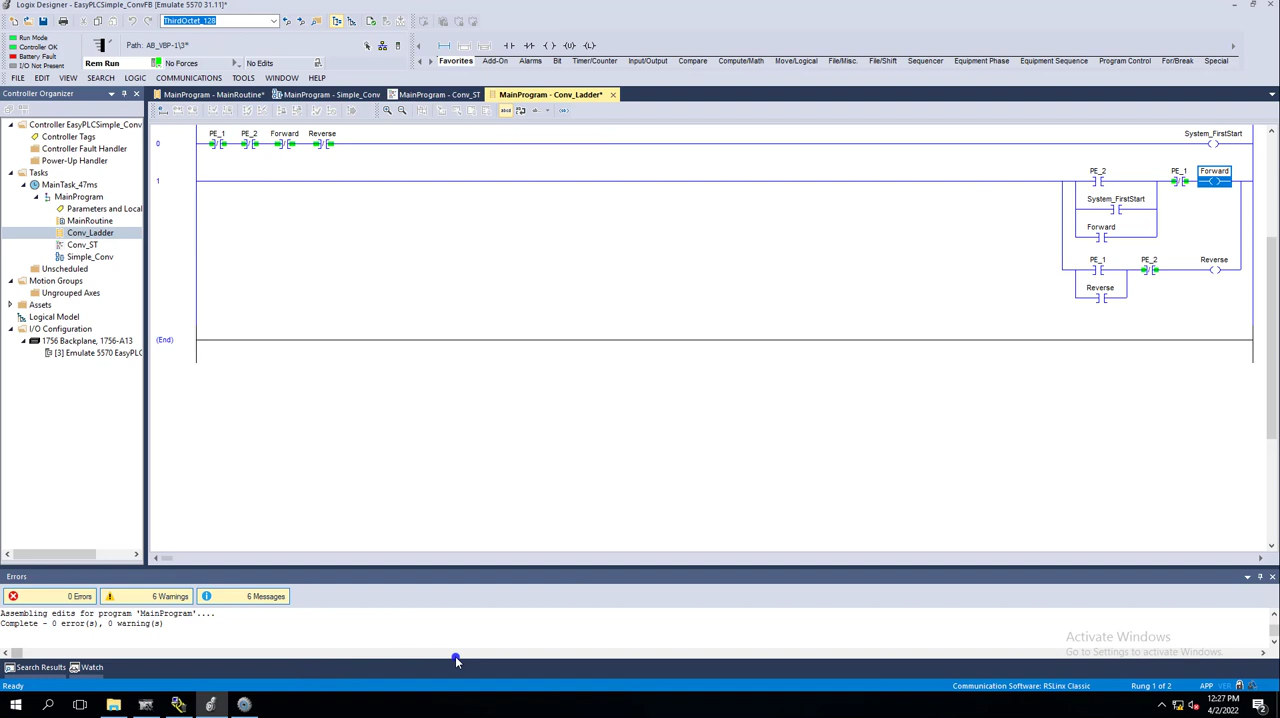 Logix Designer - EasyPLCSimple_ConvFB [Emulate 5570 31.11]*
ThirdOctet_128
Run Mode
Controller OK
Battery Fault
I/O Not Present
Path: AB_VBP-1\3*
Rem Run
No Forces
No Edits
Favorites Add-On Alarms Bit Timer/Counter Input/Output Compare Compute/Math Move/Logical File/Misc. File/Shift Sequencer Equipment Phase Equipment Sequence Program Control For/Break Special
FILE EDIT VIEW SEARCH LOGIC COMMUNICATIONS TOOLS WINDOW HELP
Controller Organizer
MainProgram - MainRoutine* MainProgram - Simple_Conv MainProgram - Conv_ST MainProgram - Conv_Ladder*
Controller EasyPLCSimple_Conv
Controller Tags
Controller Fault Handler
Power-Up Handler
Tasks
MainTask_47ms
MainProgram
Parameters and Local
MainRoutine
Conv_Ladder
Conv_ST
Simple_Conv
Unscheduled
Motion Groups
Ungrouped Axes
Assets
Logical Model
I/O Configuration
1756 Backplane, 1756-A13
[3] Emulate 5570 EasyPLC
PE_1 PE_2 Forward Reverse System_FirstStart
0
PE_2 PE_1 Forward
1
System_FirstStart
Forward
PE_1 PE_2 Reverse
Reverse
(End)
Errors
0 Errors 6 Warnings 6 Messages
Assembling edits for program 'MainProgram'....
Complete - 0 error(s), 0 warning(s)
Activate Windows
Go to Settings to activate Windows.
Search Results Watch
Ready
Communication Software: RSLinx Classic Rung 1 of 2 APP VER
12:27 PM
4/2/2022
2